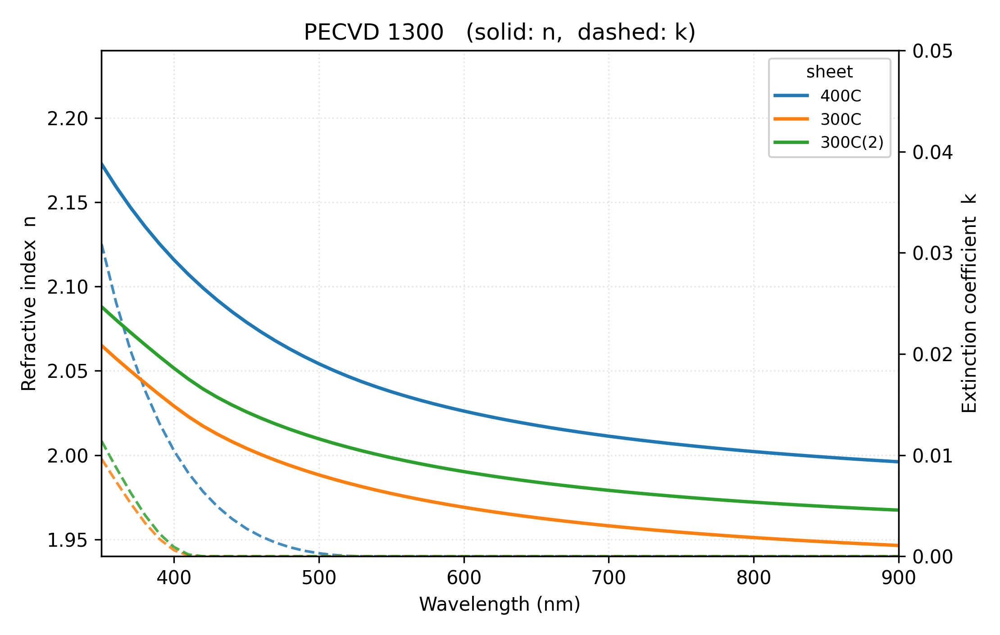 PECVD 1300   (solid: n,  dashed: k)
sheet
400C
300C
300C(2)
Refractive index  n
2.20
2.15
2.10
2.05
2.00
1.95
Extinction coefficient  k
0.05
0.04
0.03
0.02
0.01
0.00
400 500 600 700 800 900
Wavelength (nm)